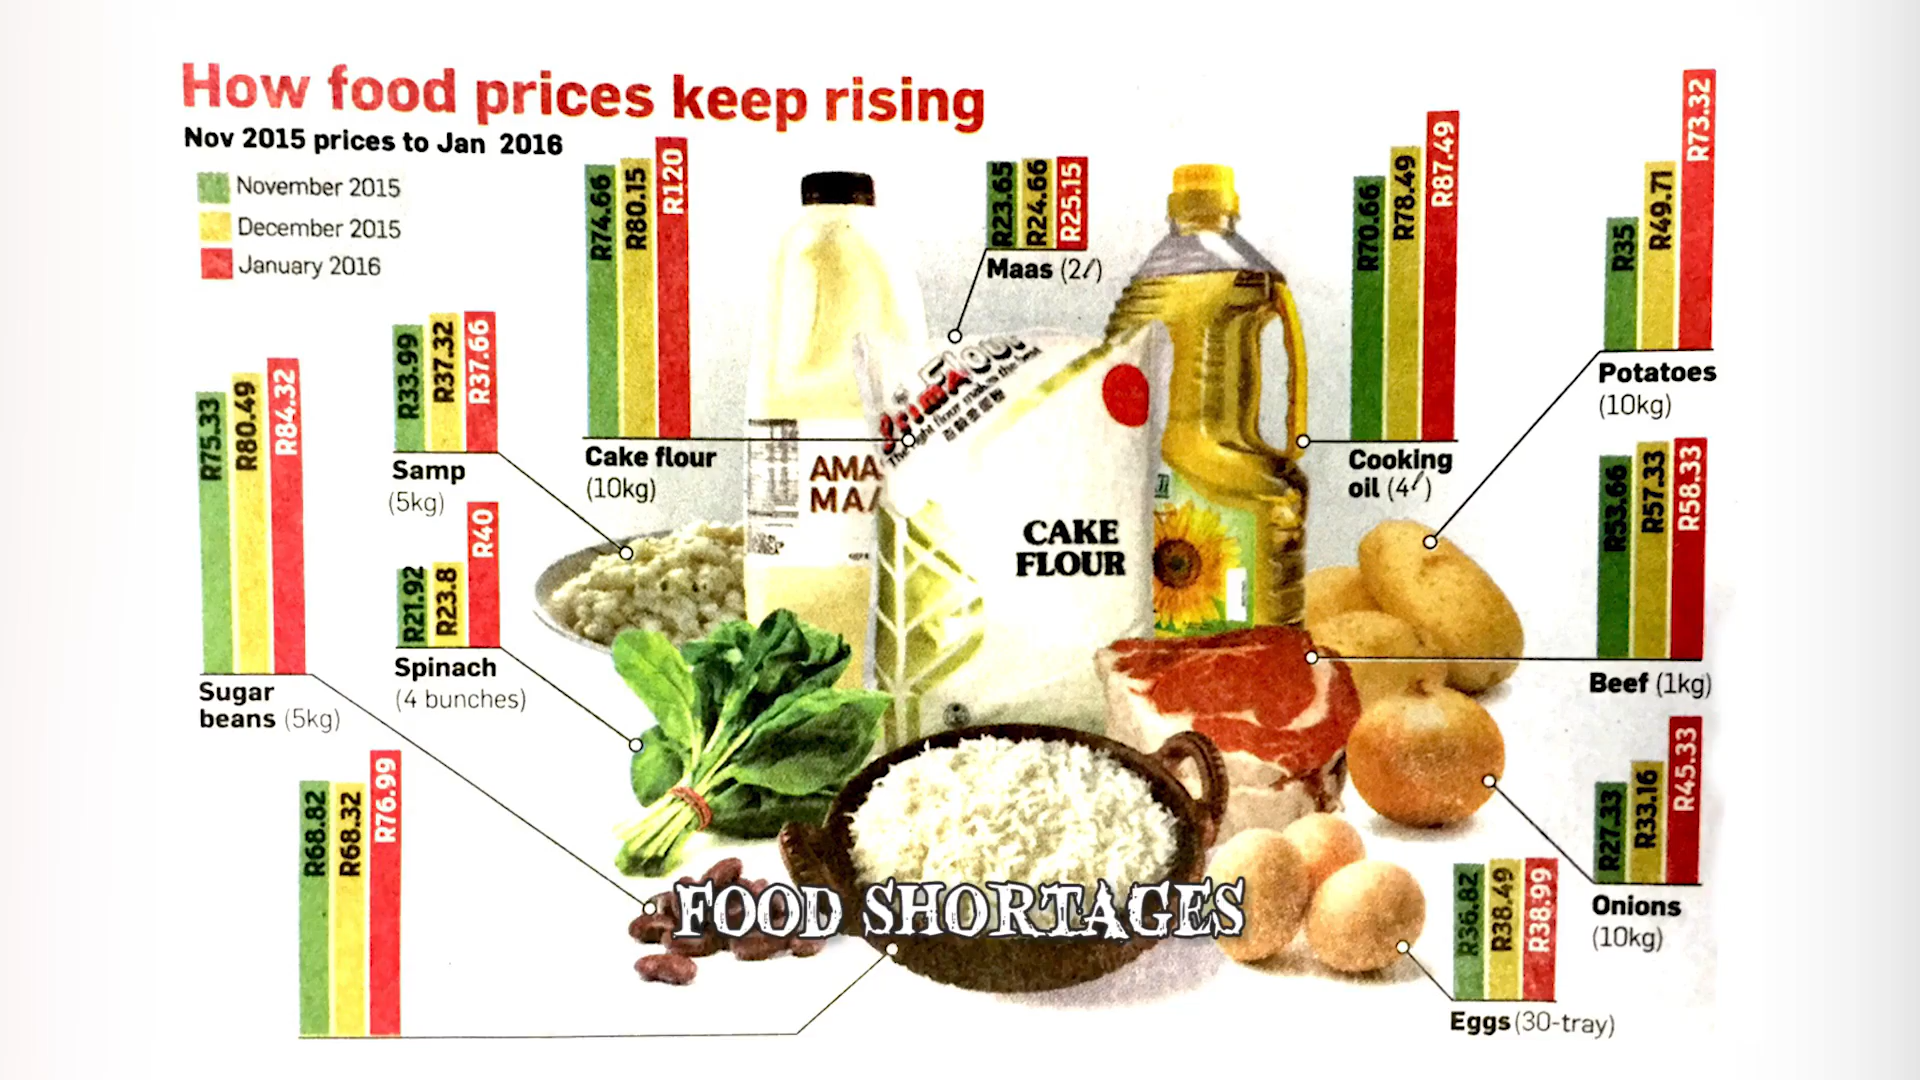 How food prices keep rising
Nov 2015 prices to Jan 2016
November 2015
December 2015
January 2016
R75.33
R80.49
R84.32
Sugar
beans (5kg)
R33.99
R37.32
R37.66
Samp
(5kg)
R21.92
R23.8
R40
Spinach
(4 bunches)
R68.82
R68.32
R76.99
R74.66
R80.15
R120
Cake flour
(10kg)
R23.65
R24.66
R25.15
Maas (2l)
AMA
MA
CAKE
FLOUR
R70.66
R78.49
R87.49
Cooking
oil (4l)
R35
R49.71
R73.32
Potatoes
(10kg)
R53.66
R57.33
R58.33
Beef (1kg)
R27.33
R33.16
R45.33
Onions
(10kg)
R36.82
R38.49
R38.99
Eggs (30-tray)
FOOD SHORTAGES